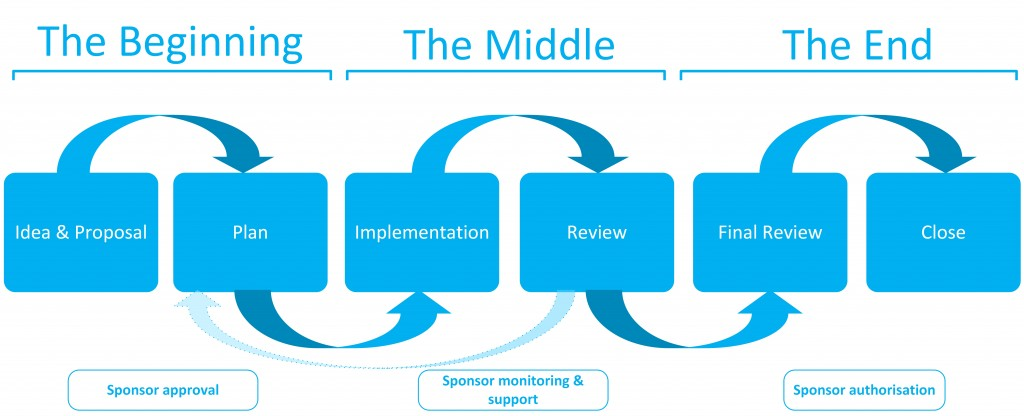 The Beginning
The Middle
The End
Idea & Proposal
Plan
Implementation
Review
Final Review
Close
Sponsor approval
Sponsor monitoring &
support
Sponsor authorisation